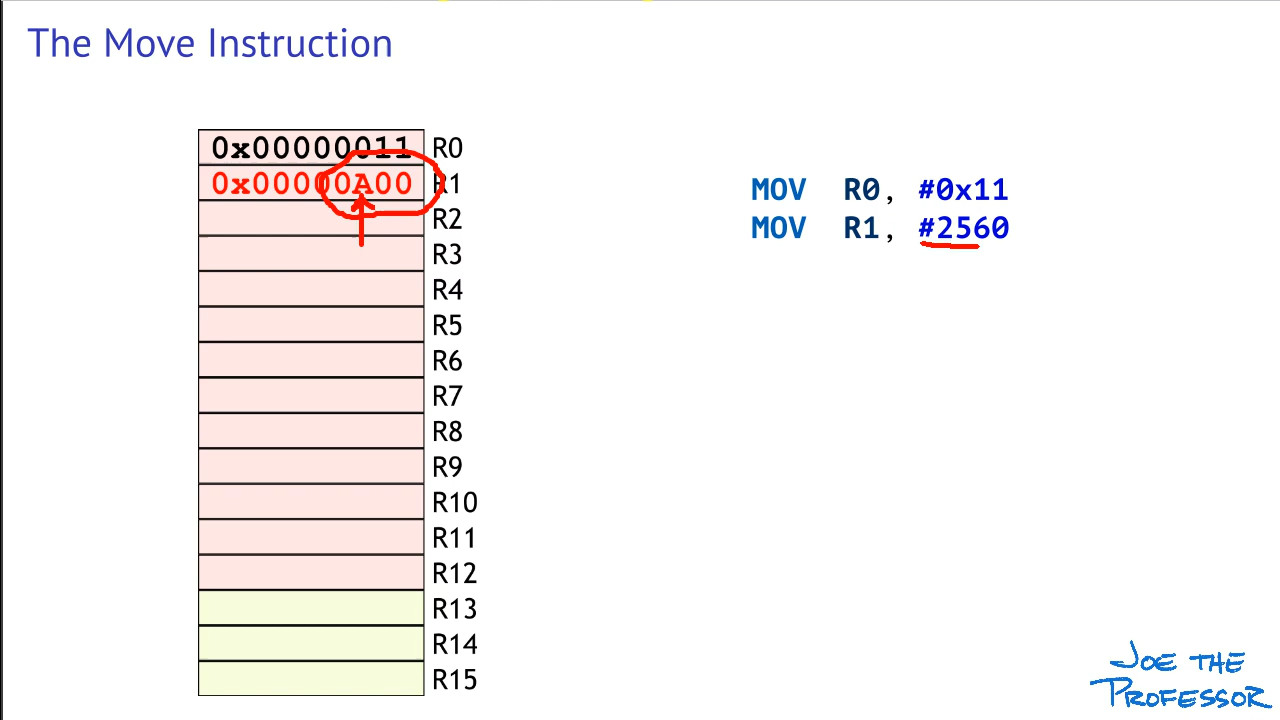 The Move Instruction
0x00000011 R0
0x00000A00 R1
R2
R3
R4
R5
R6
R7
R8
R9
R10
R11
R12
R13
R14
R15
MOV R0, #0x11
MOV R1, #2560
JOE THE
PROFESSOR